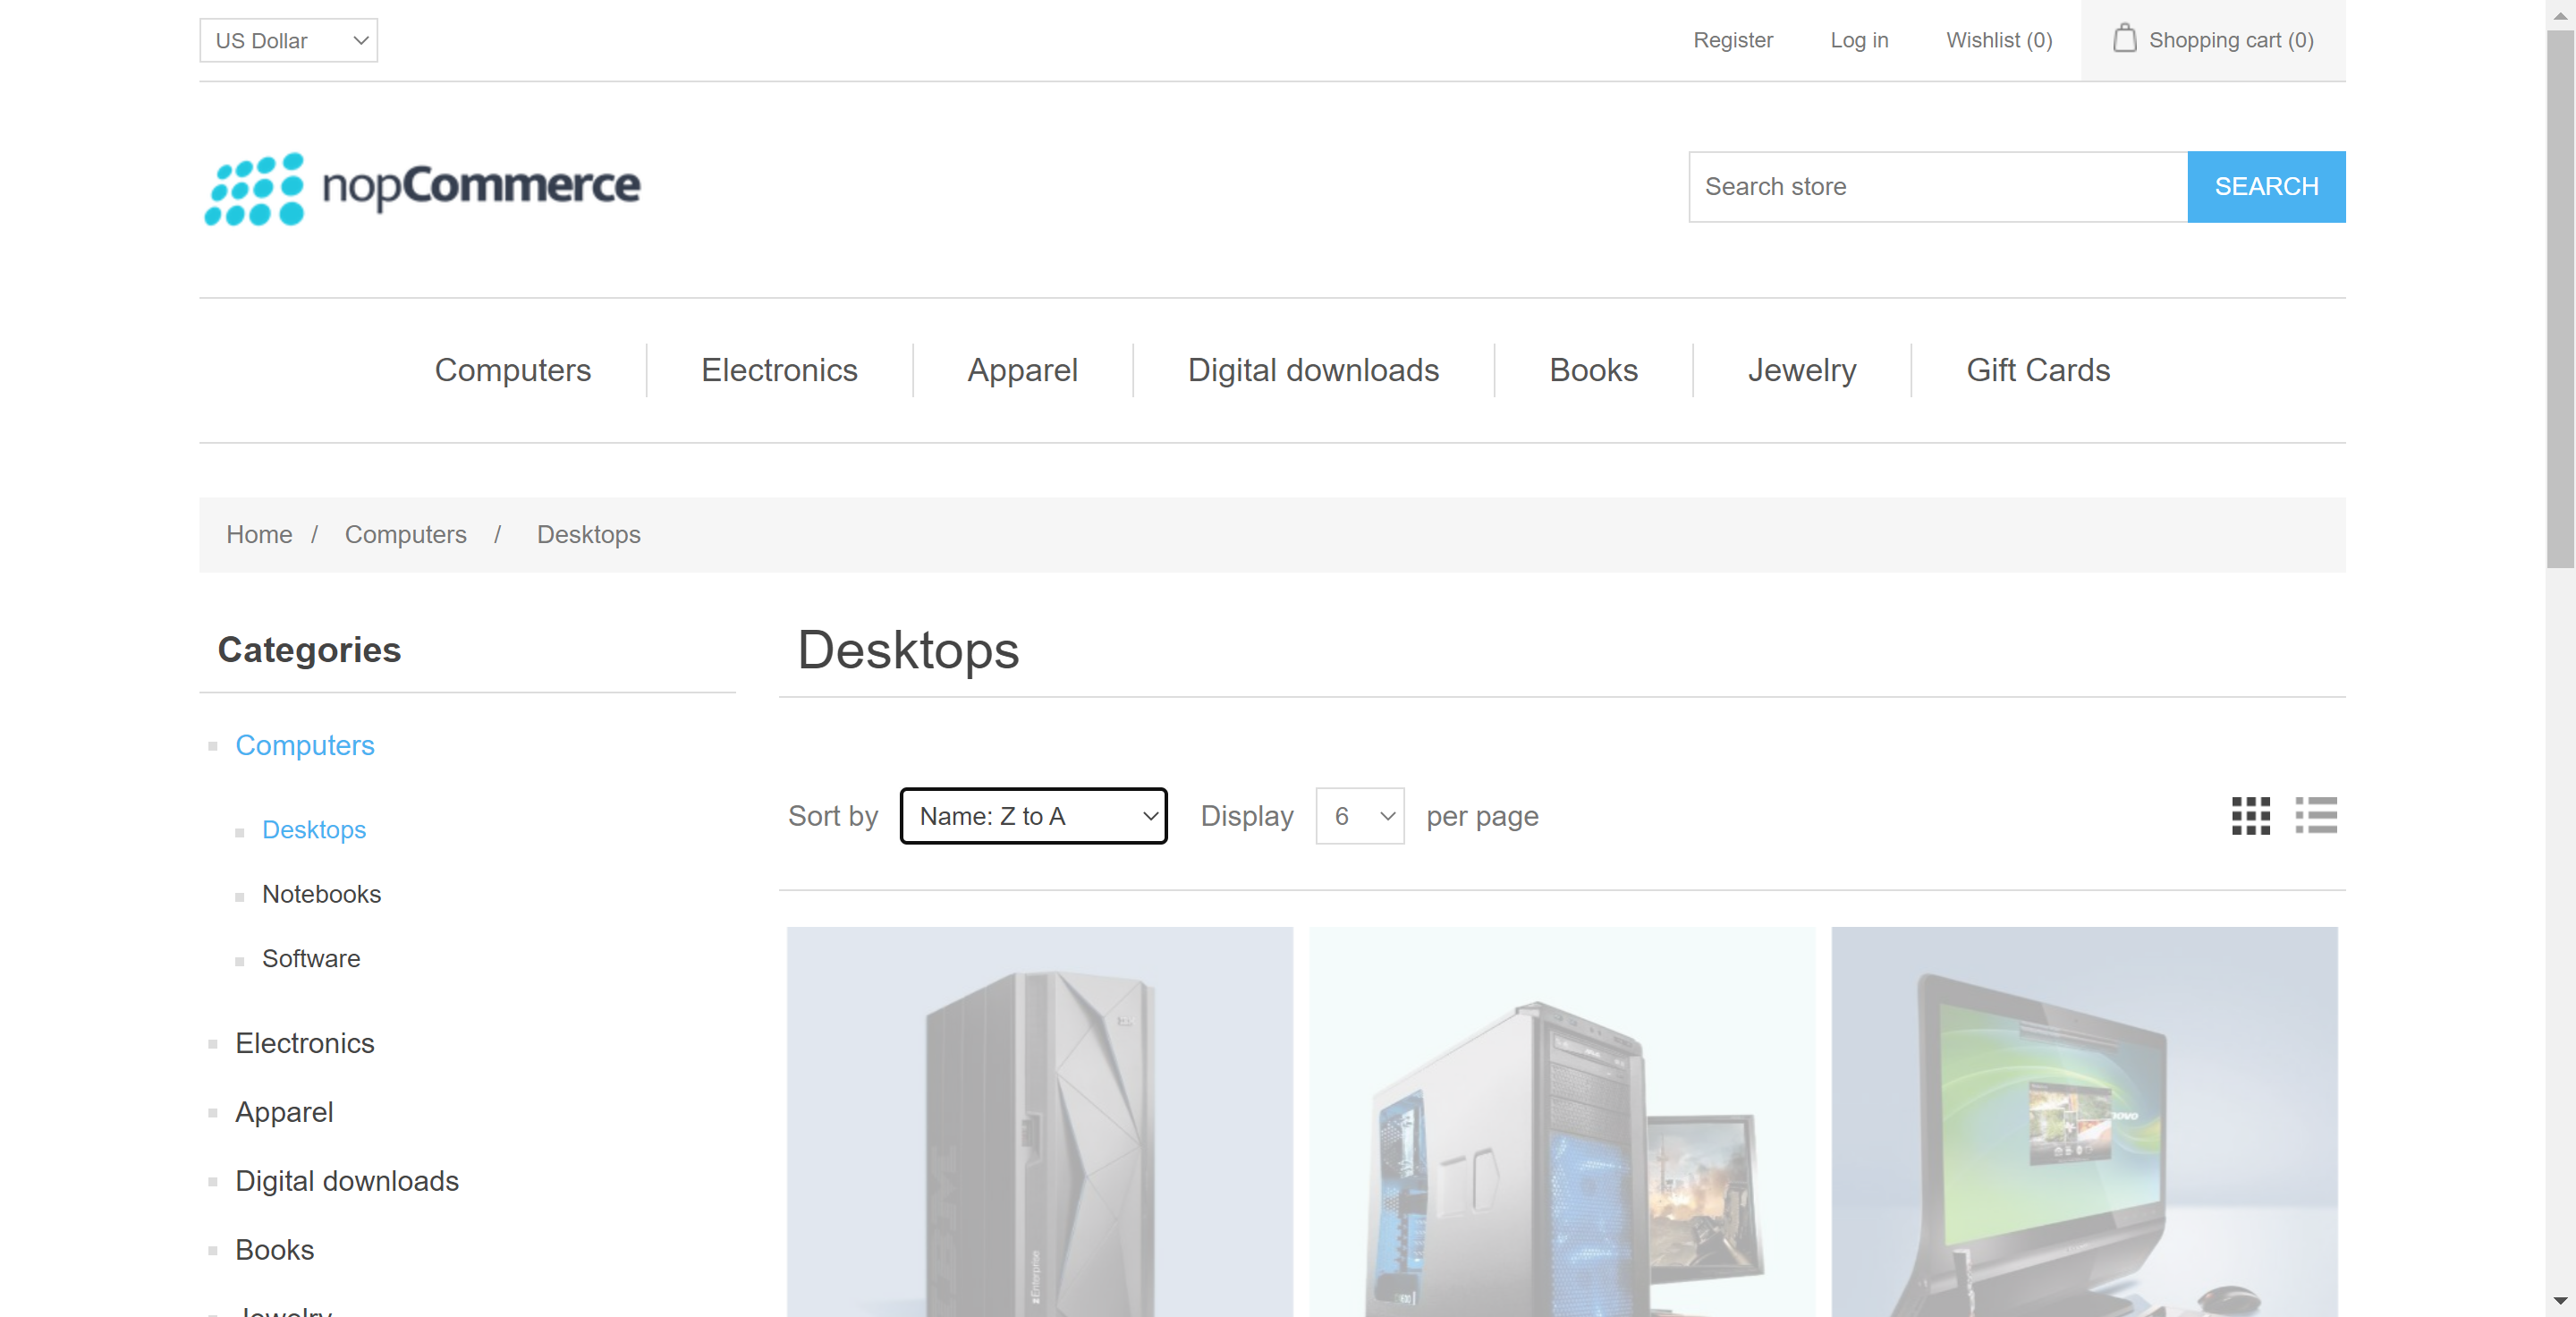 US Dollar
Register
Log in
Wishlist (0)
Shopping cart (0)
nopCommerce
Search store
SEARCH
Computers
Electronics
Apparel
Digital downloads
Books
Jewelry
Gift Cards
Home / Computers / Desktops
Categories
Computers
Desktops
Notebooks
Software
Electronics
Apparel
Digital downloads
Books
Jewelry
Desktops
Sort by Name: Z to A Display 6 per page
Enterprise